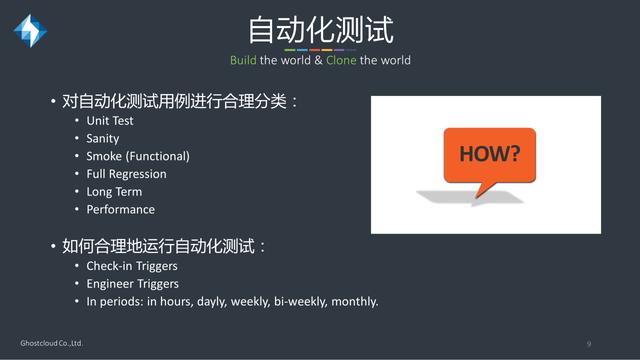 自动化测试
Build the world & Clone the world
• 对自动化测试用例进行合理分类：
• Unit Test
• Sanity
• Smoke (Functional)
• Full Regression
• Long Term
• Performance
HOW?
• 如何合理地运行自动化测试：
• Check-in Triggers
• Engineer Triggers
• In periods: in hours, dayly, weekly, bi-weekly, monthly.
Ghostcloud Co.,Ltd.
9